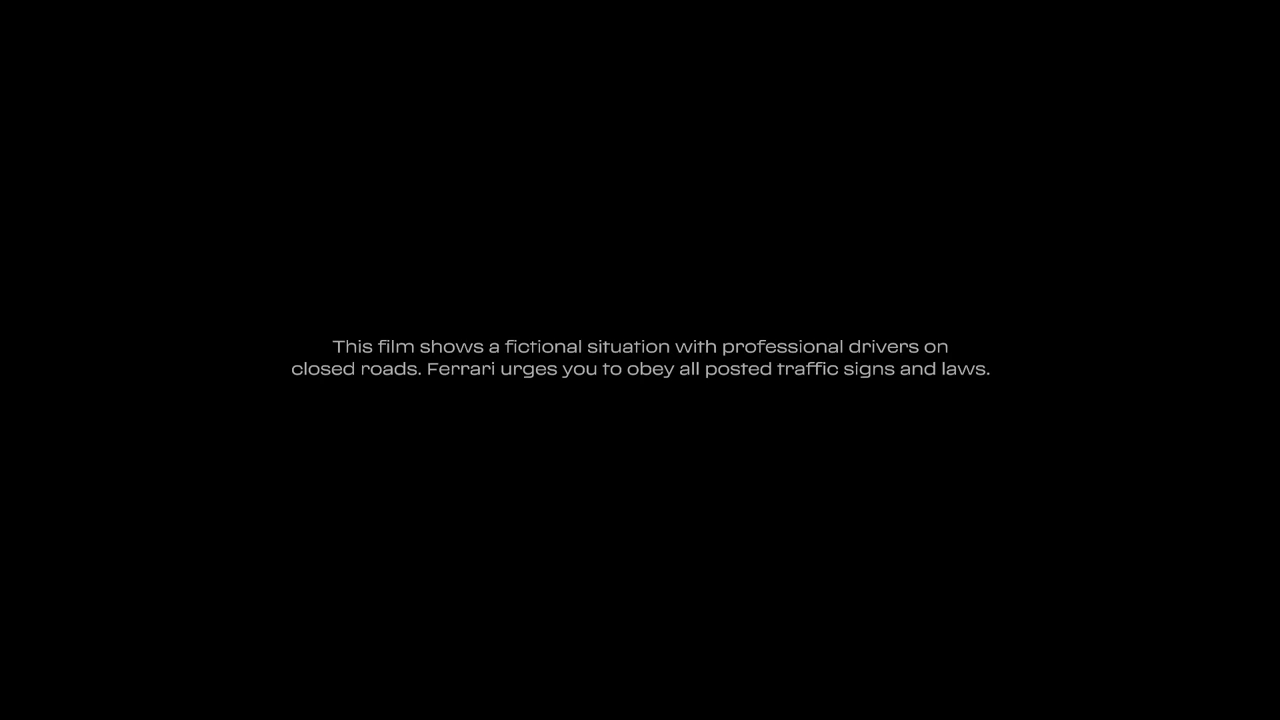 This film shows a fictional situation with professional drivers on
closed roads. Ferrari urges you to obey all posted traffic signs and laws.